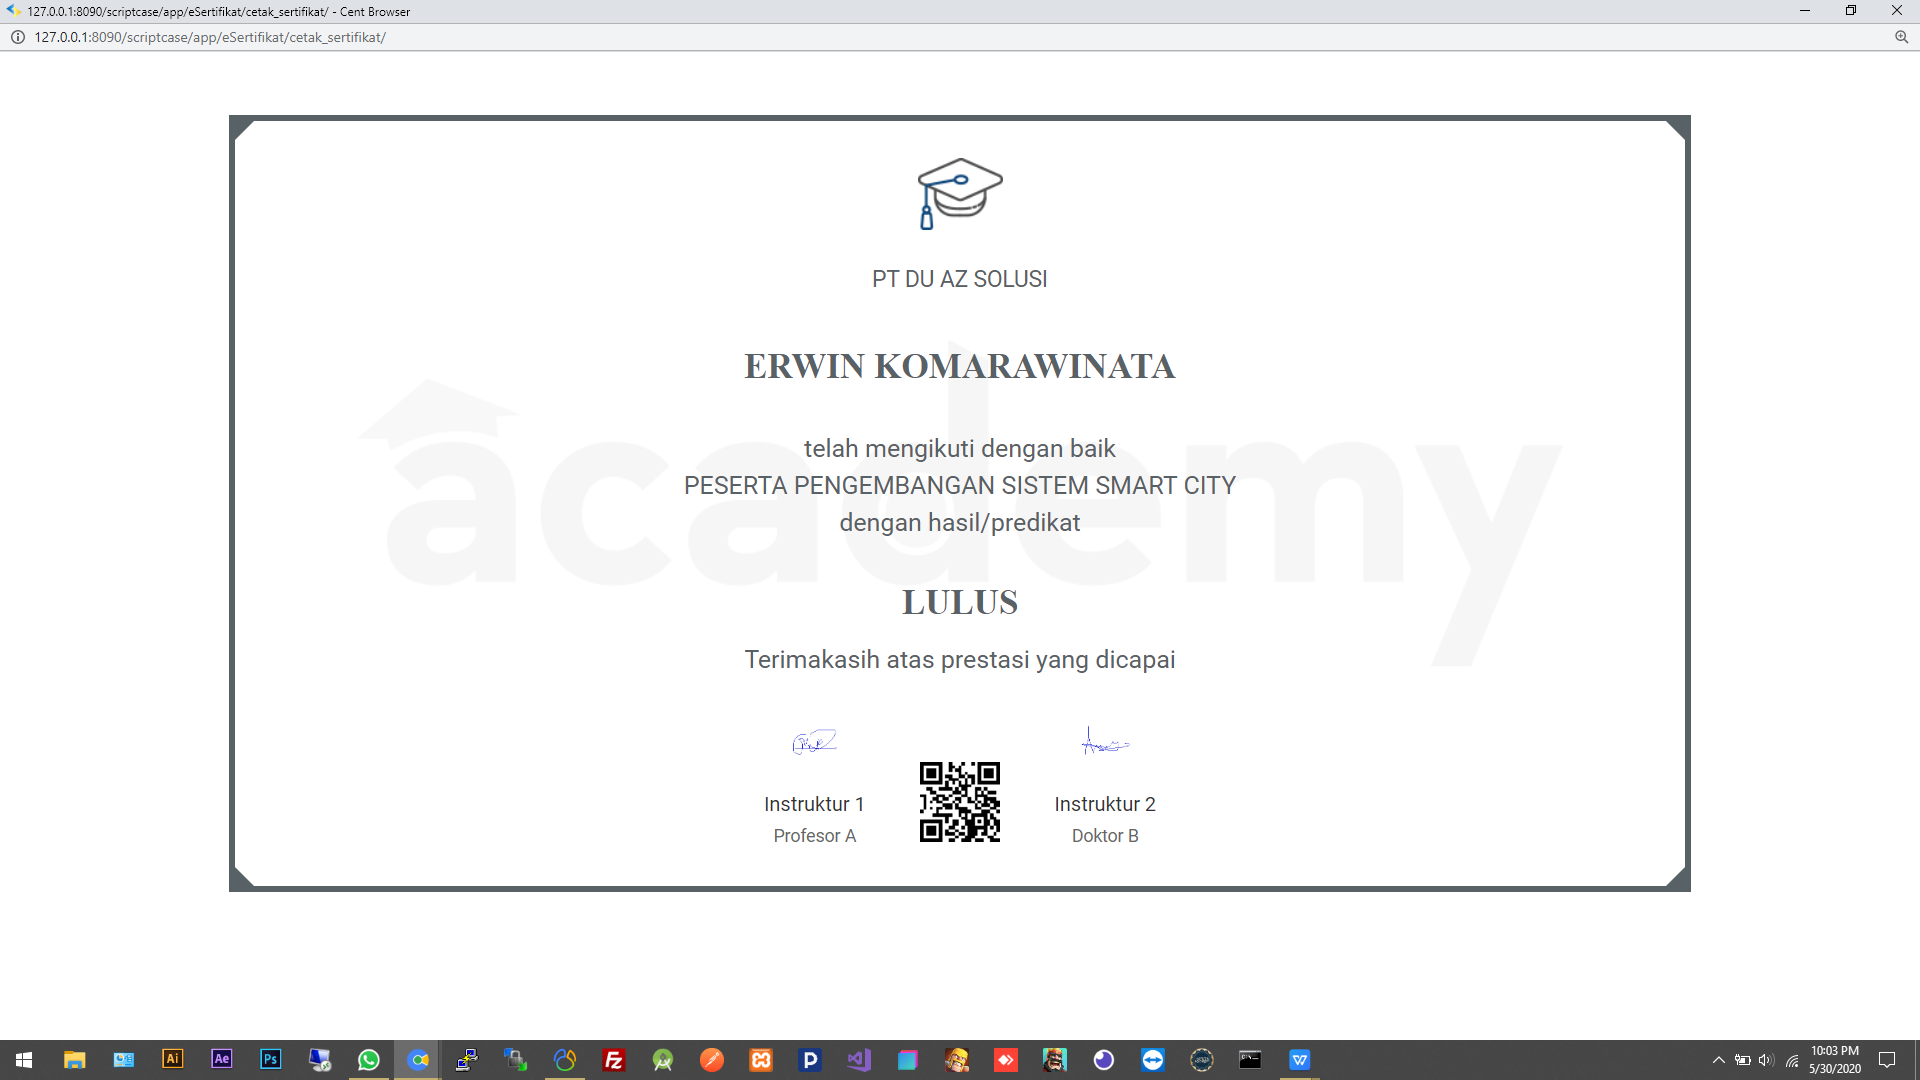 127.0.0.1:8090/scriptcase/app/eSertifikat/cetak_sertifikat/ - Cent Browser
127.0.0.1:8090/scriptcase/app/eSertifikat/cetak_sertifikat/
PT DU AZ SOLUSI
ERWIN KOMARAWINATA
academy
telah mengikuti dengan baik
PESERTA PENGEMBANGAN SISTEM SMART CITY
dengan hasil/predikat
LULUS
Terimakasih atas prestasi yang dicapai
Instruktur 1
Profesor A
Instruktur 2
Doktor B
Ai
Ae
Ps
Fz
P
W
10:03 PM
5/30/2020